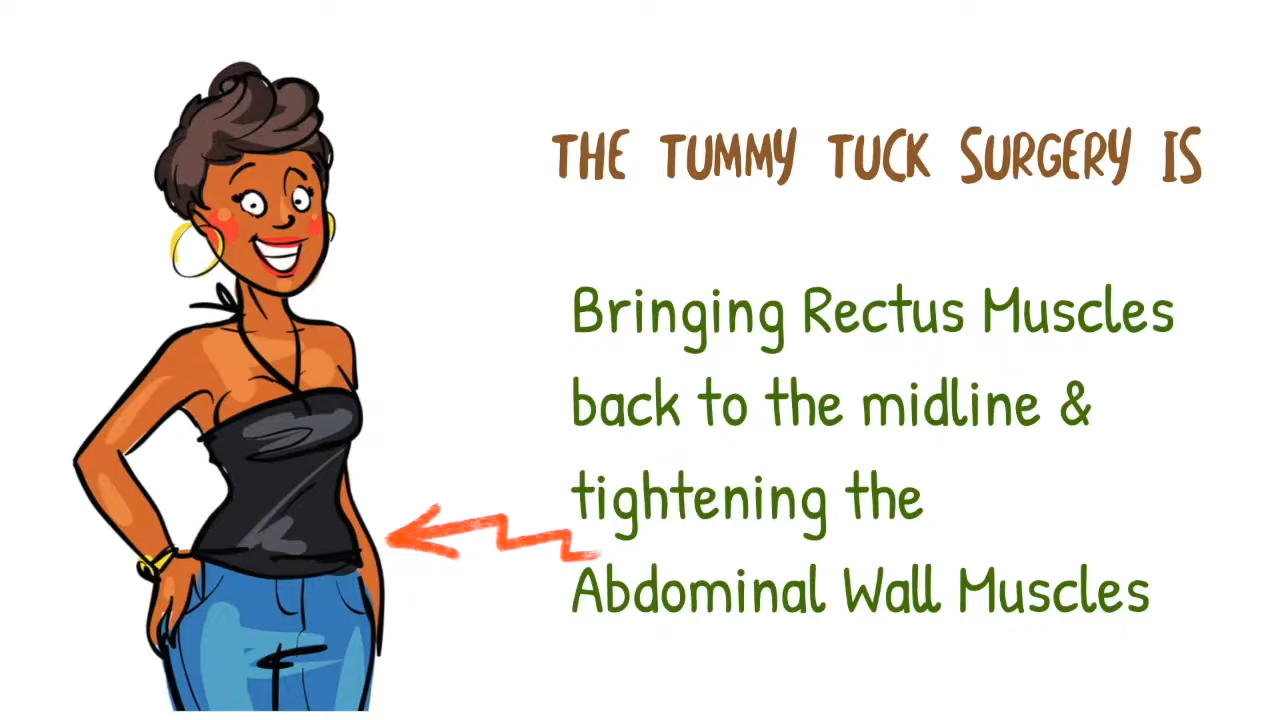 THE TUMMY TUCK SURGERY IS
Bringing Rectus Muscles
back to the midline &
tightening the
Abdominal Wall Muscles